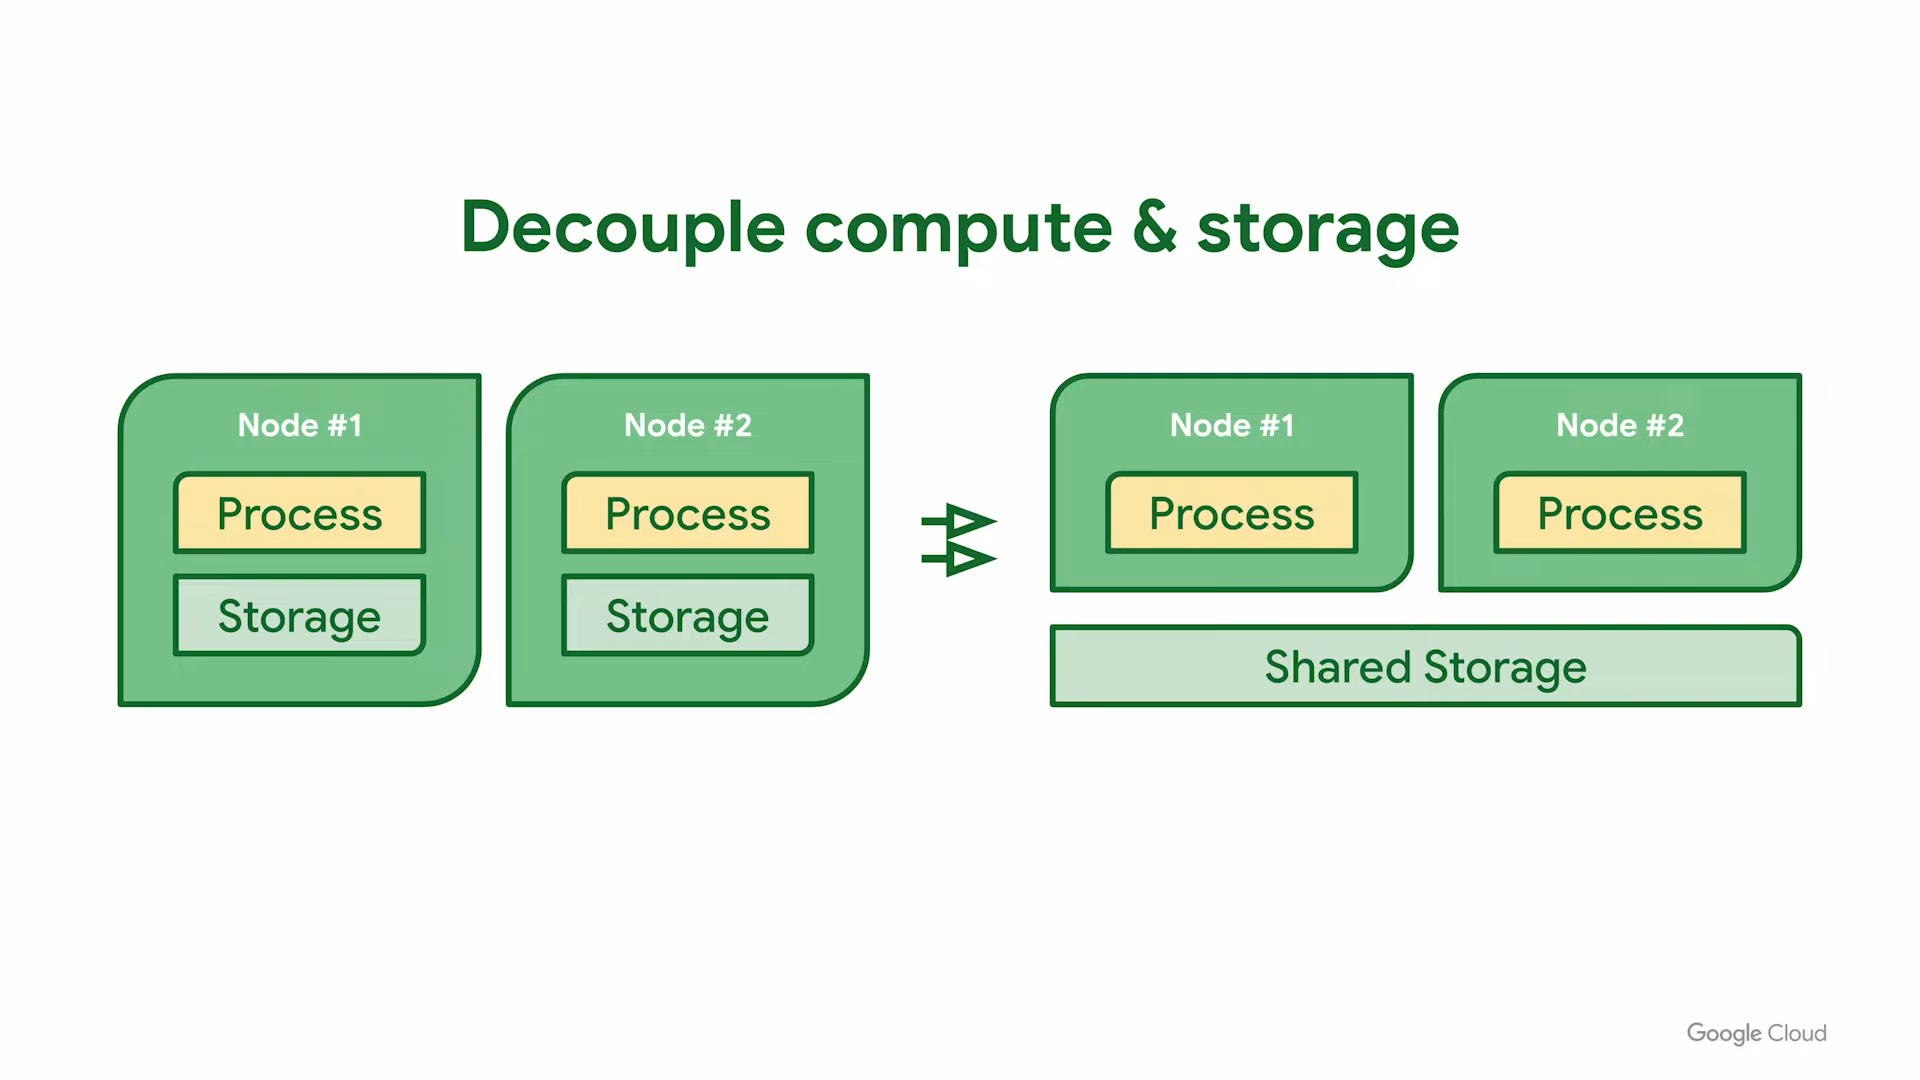 Decouple compute & storage
Node #1
Process
Storage
Node #2
Process
Storage
Node #1
Process
Node #2
Process
Shared Storage
Google Cloud